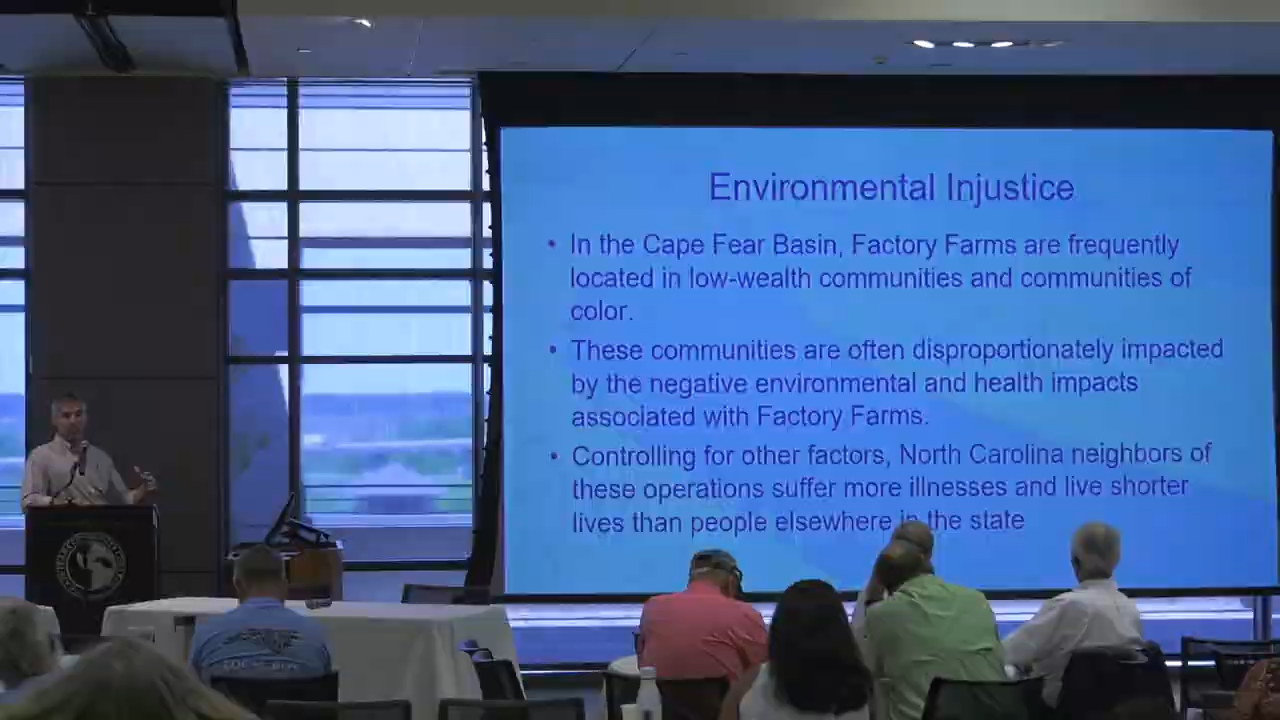 Environmental Injustice
• In the Cape Fear Basin, Factory Farms are frequently
located in low-wealth communities and communities of
color.
• These communities are often disproportionately impacted
by the negative environmental and health impacts
associated with Factory Farms.
• Controlling for other factors, North Carolina neighbors of
these operations suffer more illnesses and live shorter
lives than people elsewhere in the state